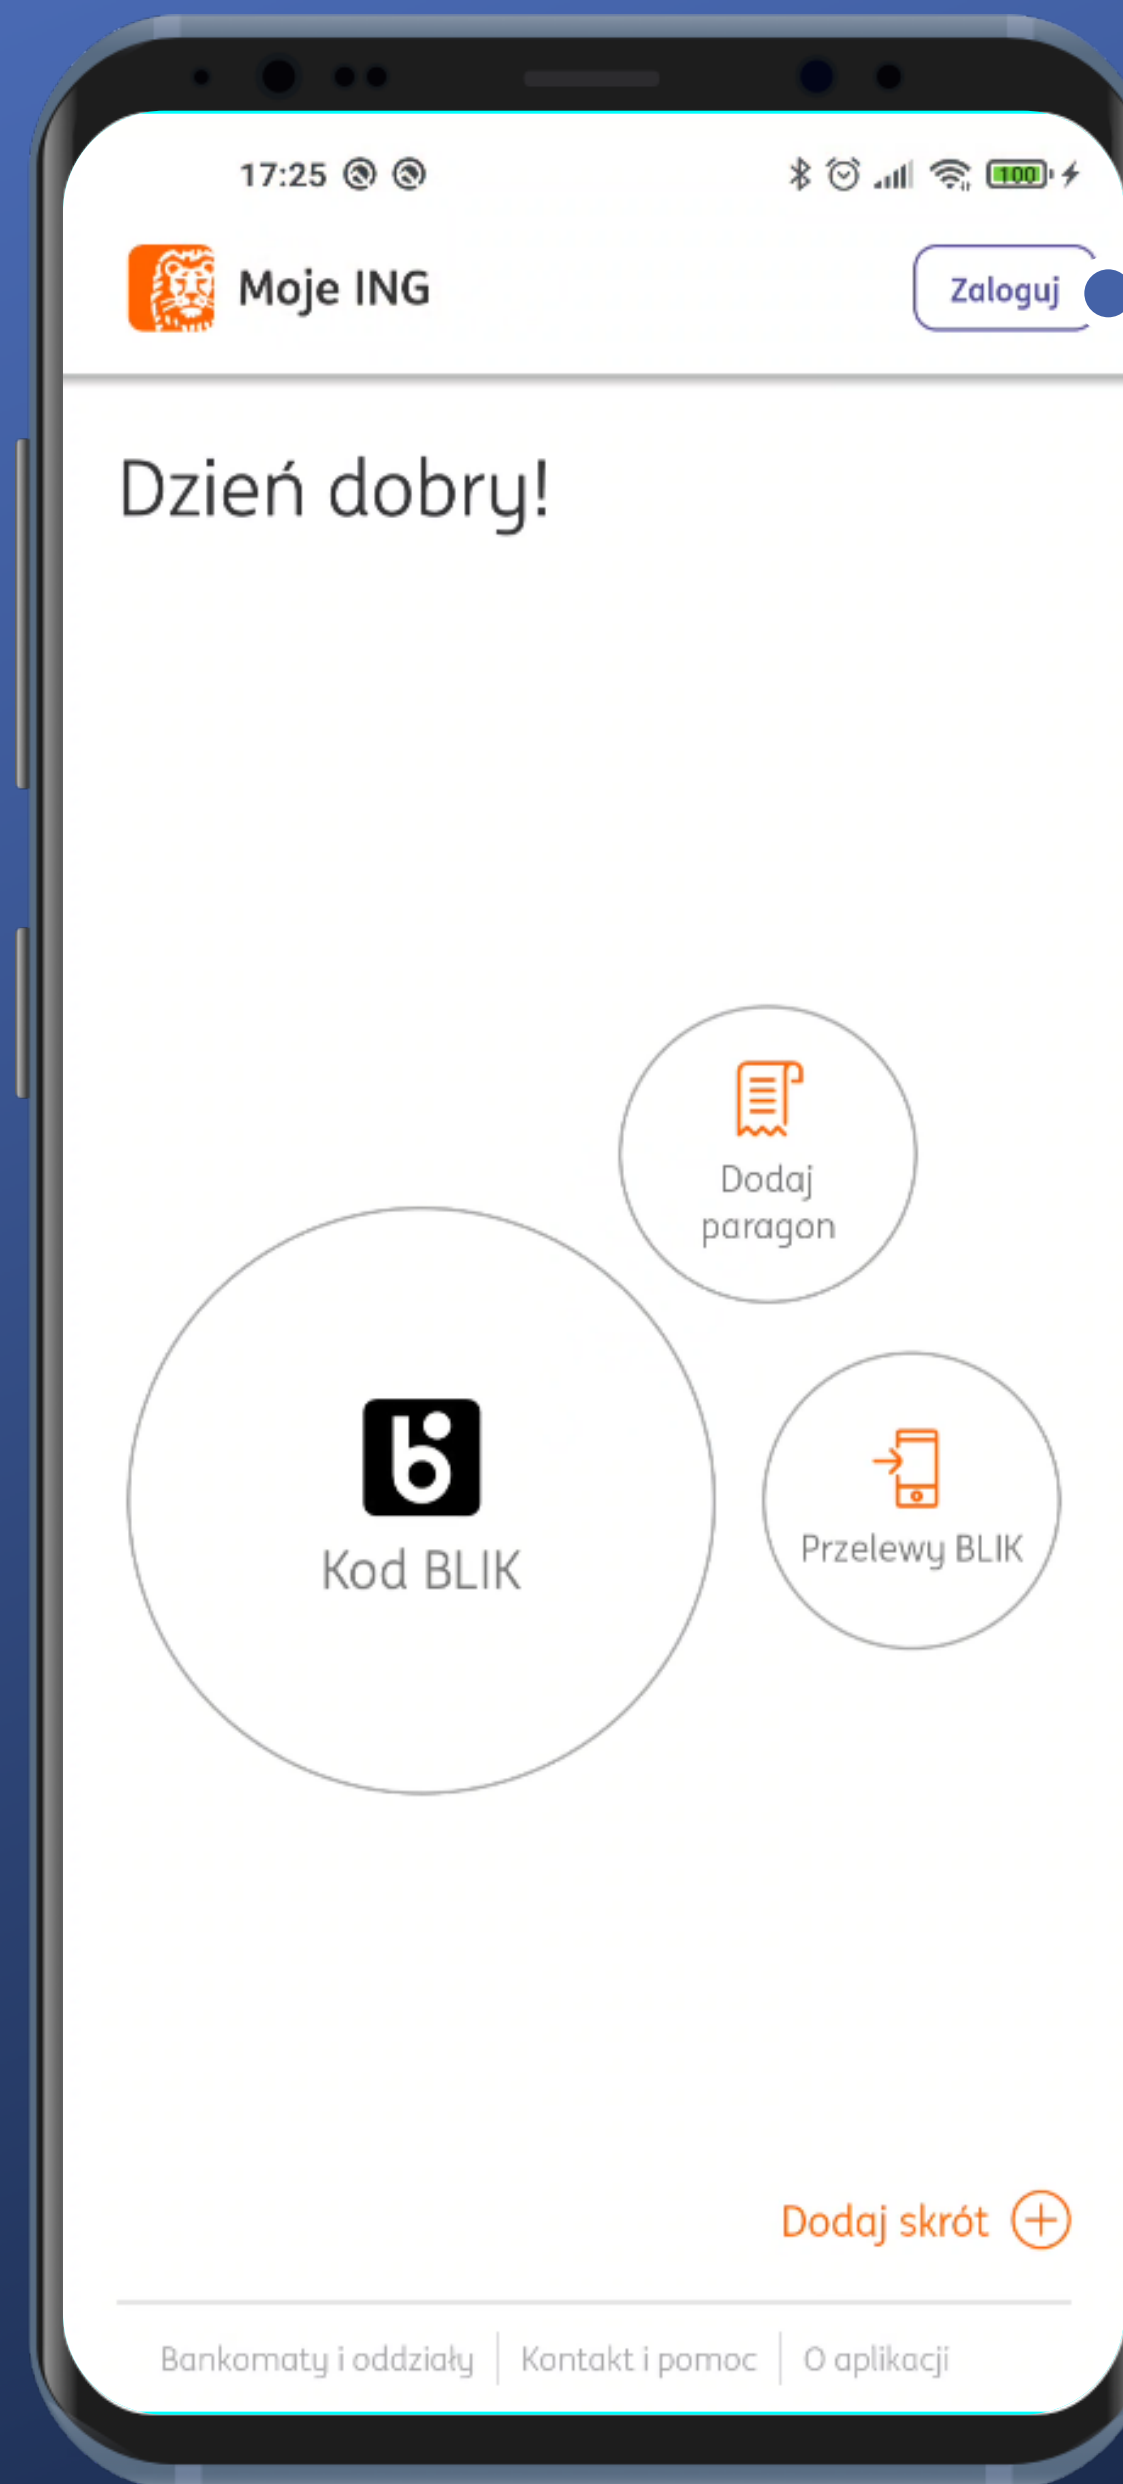 17:25
100
Moje ING
Zaloguj
Dzień dobry!
Dodaj
paragon
Kod BLIK
Przelewy BLIK
Dodaj skrót
Bankomaty i oddziały
Kontakt i pomoc
O aplikacji